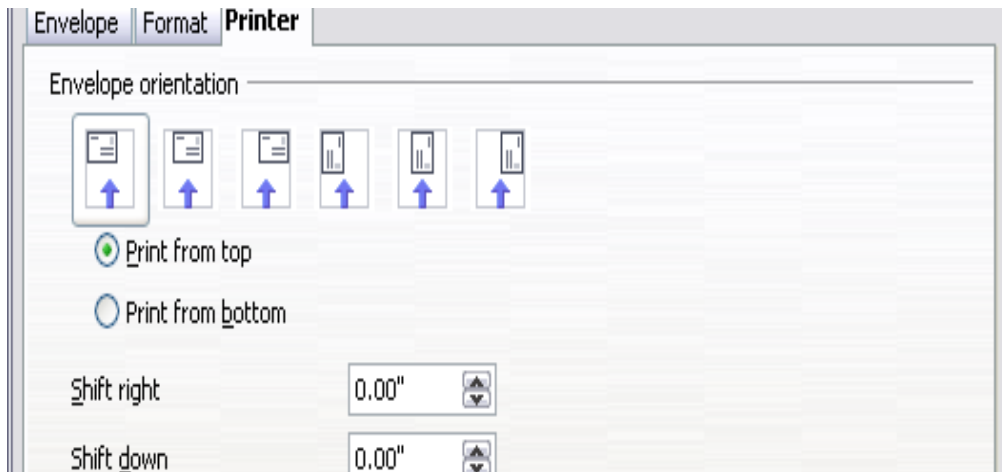 Envelope Format Printer
Envelope orientation
Print from top
Print from bottom
Shift right 0.00"
Shift down 0.00"